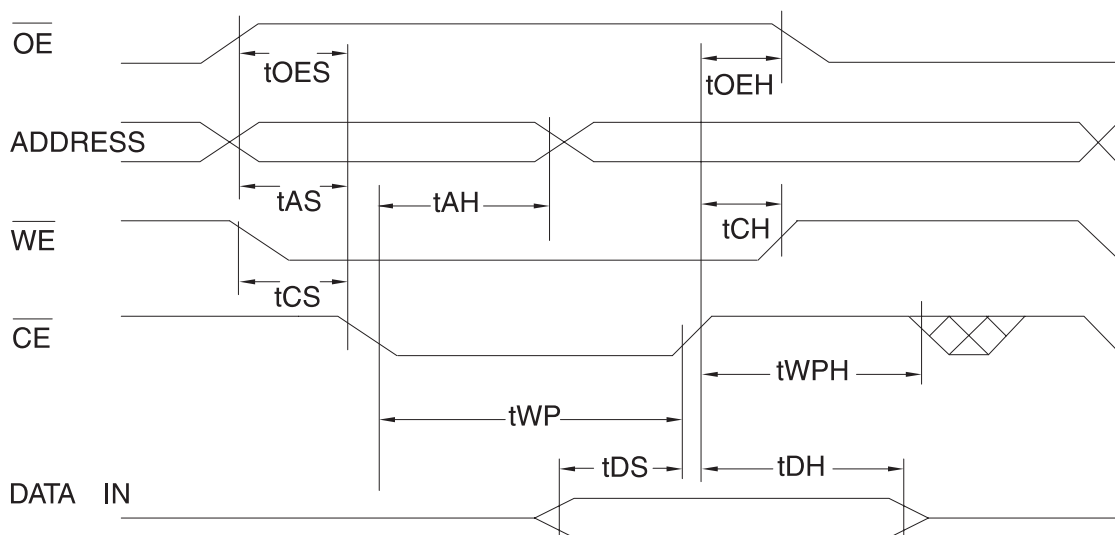 OE
tOES
tOEH
ADDRESS
tAS
tAH
WE
tCH
tCS
CE
tWPH
tWP
tDS
tDH
DATA IN